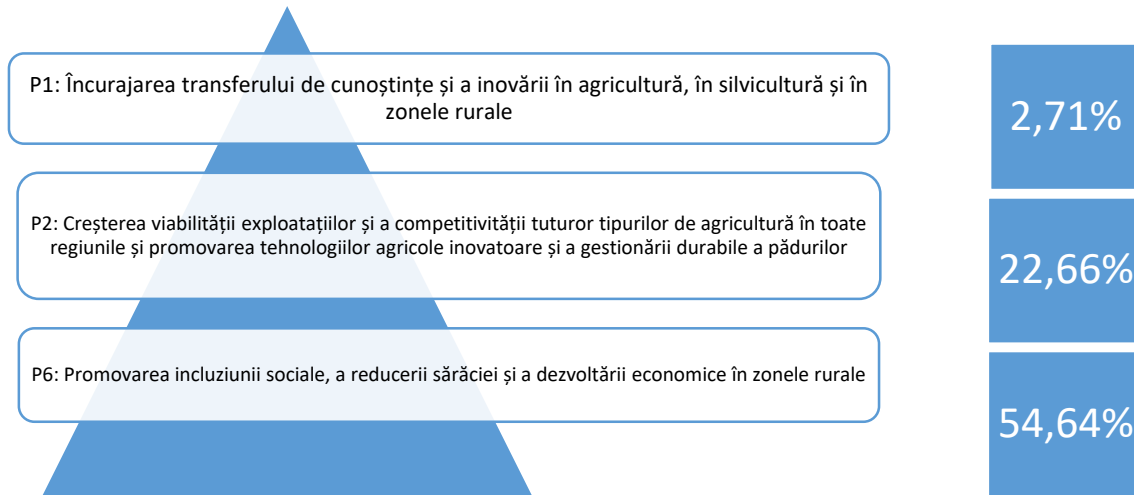 P1: Încurajarea transferului de cunoștințe și a inovării în agricultură, în silvicultură și în
zonele rurale
2,71%
P2: Creșterea viabilității exploatațiilor și a competitivității tuturor tipurilor de agricultură în toate
regiunile și promovarea tehnologiilor agricole inovatoare și a gestionării durabile a pădurilor
22,66%
P6: Promovarea incluziunii sociale, a reducerii sărăciei și a dezvoltării economice în zonele rurale
54,64%